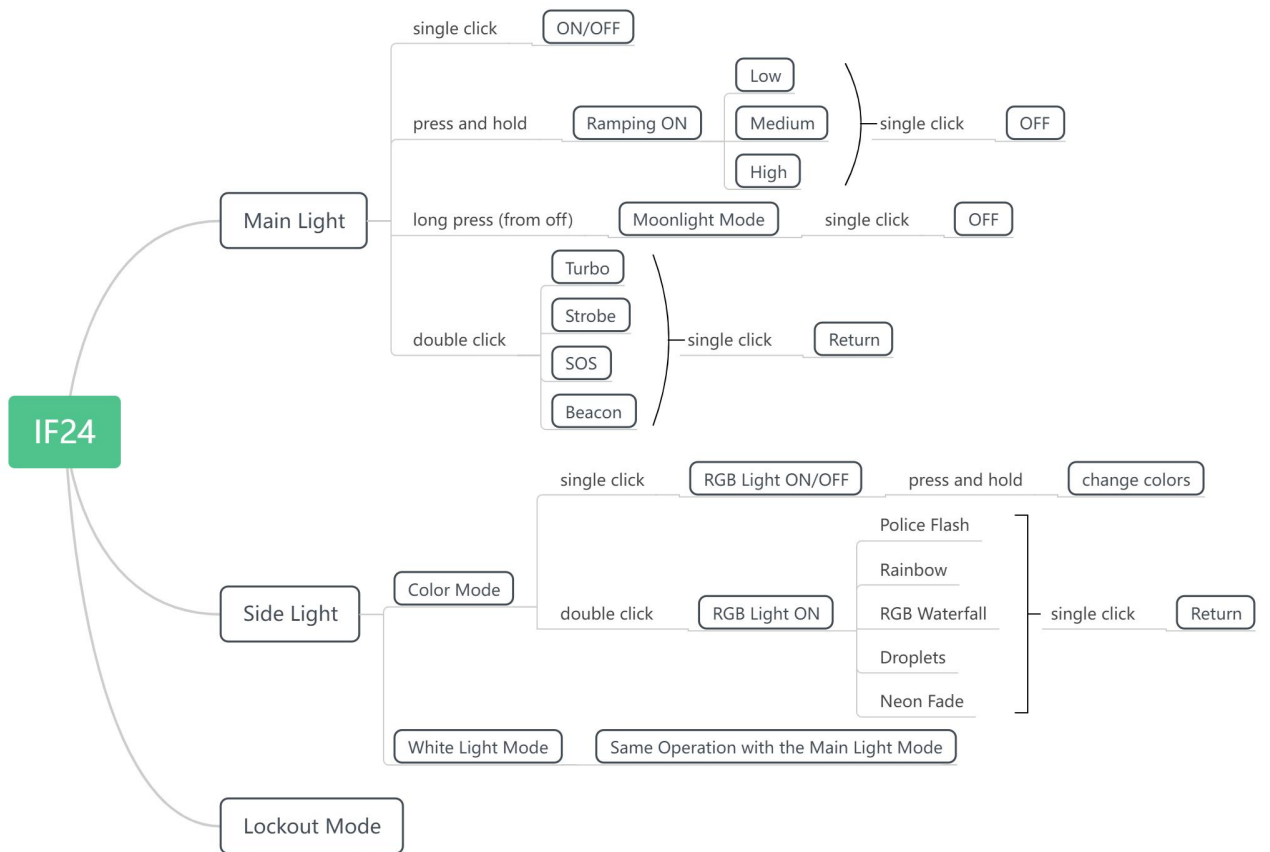 IF24
Main Light
single click
ON/OFF
press and hold
Ramping ON
Low
Medium
High
single click
OFF
long press (from off)
Moonlight Mode
single click
OFF
double click
Turbo
Strobe
SOS
Beacon
single click
Return
Side Light
Color Mode
single click
RGB Light ON/OFF
press and hold
change colors
double click
RGB Light ON
Police Flash
Rainbow
RGB Waterfall
Droplets
Neon Fade
single click
Return
White Light Mode
Same Operation with the Main Light Mode
Lockout Mode